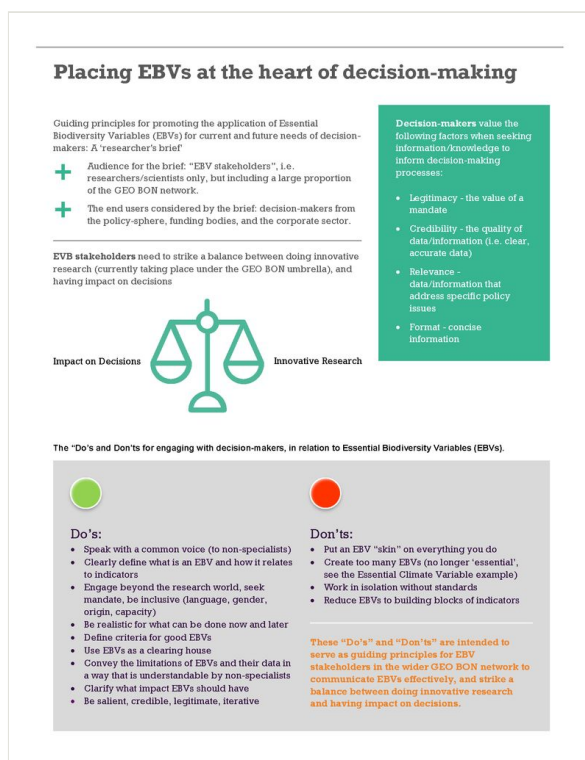 Placing EBVs at the heart of decision-making
Guiding principles for promoting the application of Essential
Biodiversity Variables (EBVs) for current and future needs of decision-
makers: A 'researcher's brief'
Audience for the brief: "EBV stakeholders", i.e.
researchers/scientists only, but including a large proportion
of the GEO BON network.
The end users considered by the brief: decision-makers from
the policy-sphere, funding bodies, and the corporate sector.
EVB stakeholders need to strike a balance between doing innovative
research (currently taking place under the GEO BON umbrella), and
having impact on decisions
Impact on Decisions
Innovative Research
Decision-makers value the
following factors when seeking
information/knowledge to
inform decision-making
processes:
• Legitimacy - the value of a
mandate
• Credibility - the quality of
data/information (i.e. clear,
accurate data)
• Relevance -
data/information that
address specific policy
issues
• Format - concise
information
The "Do's and Don'ts for engaging with decision-makers, in relation to Essential Biodiversity Variables (EBVs).
Do's:
• Speak with a common voice (to non-specialists)
• Clearly define what is an EBV and how it relates
to indicators
• Engage beyond the research world, seek
mandate, be inclusive (language, gender,
origin, capacity)
• Be realistic for what can be done now and later
• Define criteria for good EBVs
• Use EBVs as a clearing house
• Convey the limitations of EBVs and their data in
a way that is understandable by non-specialists
• Clarify what impact EBVs should have
• Be salient, credible, legitimate, iterative
Don'ts:
• Put an EBV "skin" on everything you do
• Create too many EBVs (no longer 'essential',
see the Essential Climate Variable example)
• Work in isolation without standards
• Reduce EBVs to building blocks of indicators
These "Do's" and "Don'ts" are intended to
serve as guiding principles for EBV
stakeholders in the wider GEO BON network to
communicate EBVs effectively, and strike a
balance between doing innovative research
and having impact on decisions.